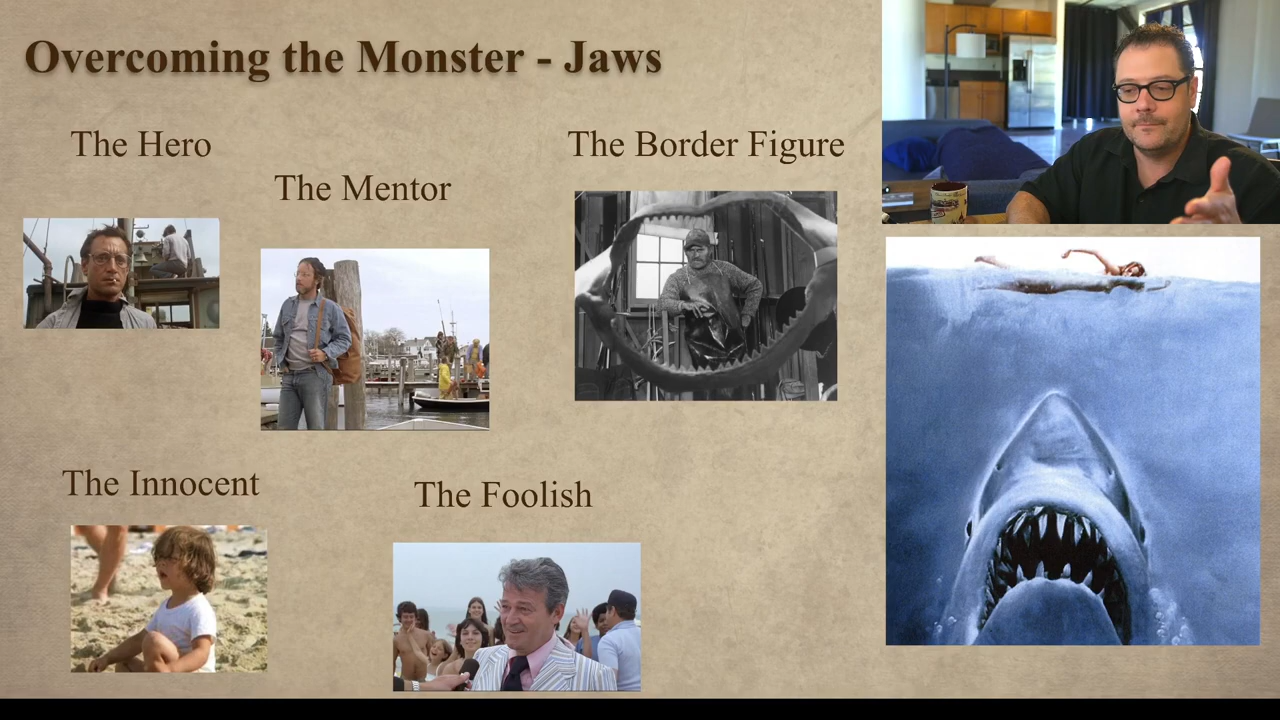 Overcoming the Monster - Jaws
The Hero
The Mentor
The Border Figure
The Innocent
The Foolish